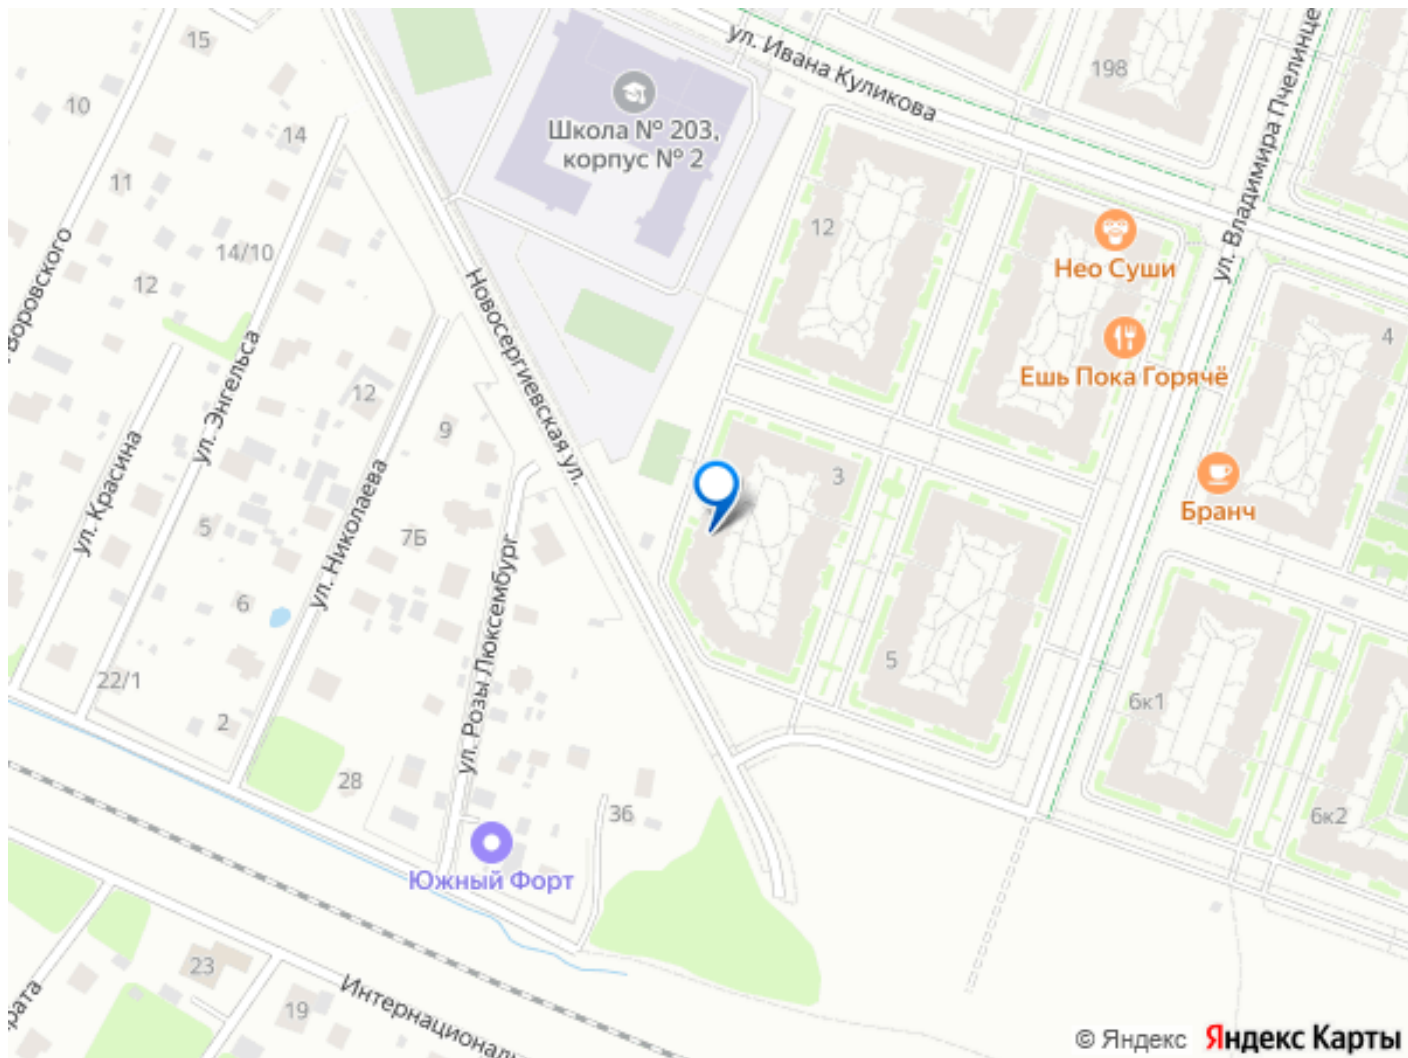 15
ул. Ивана Куликова
198
ул. Владимира Пчелинце
10
Школа № 203,
корпус № 2
14
11
Воровского
12
Нео Суши
14/10
12
Новосергиевская ул.
4
ул. Энгельса
Ешь Пока Горячё
12
9
ул. Красина
3
ул. Николаева
Бранч
5
7Б
ул. Розы Люксембург
6
5
22/1
2
6к1
28
36
6к2
Южный Форт
23
Интернациональн
19
рата
© Яндекс Яндекс Карты